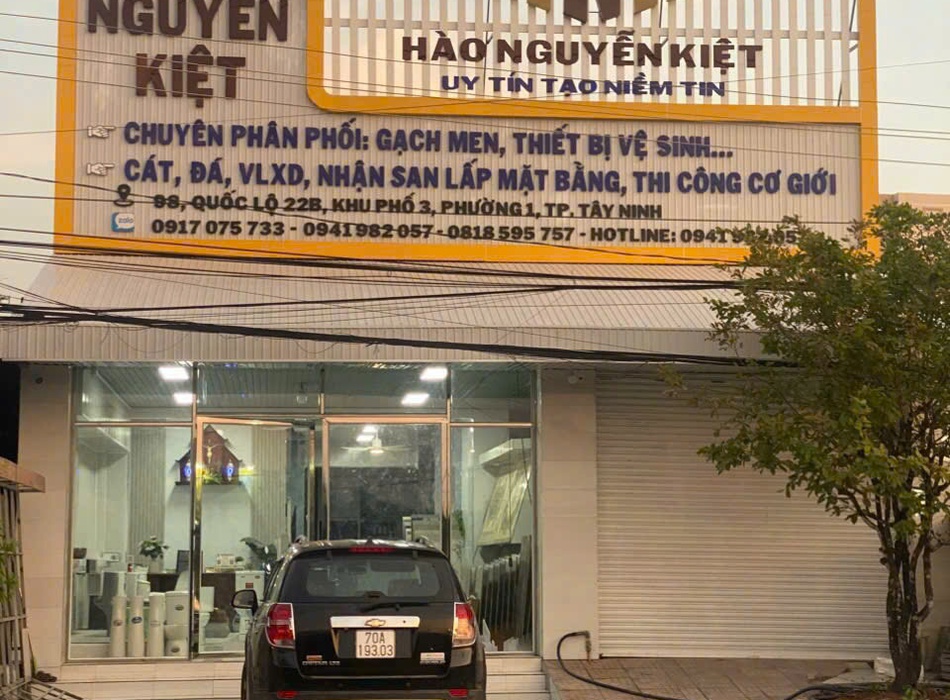 NGUYỄN
KIỆT
HÀO NGUYỄN KIỆT
UY TÍN TẠO NIỀM TIN
CHUYÊN PHÂN PHỐI: GẠCH MEN, THIẾT BỊ VỆ SINH...
CÁT, ĐÁ, VLXD, NHẬN SAN LẤP MẶT BẰNG, THI CÔNG CƠ GIỚI
98, QUỐC LỘ 22B, KHU PHỐ 3, PHƯỜNG 1, TP. TÂY NINH
Zalo
0917 075 733 - 0941 982 057 - 0818 595 757 - HOTLINE:
70A
193.03